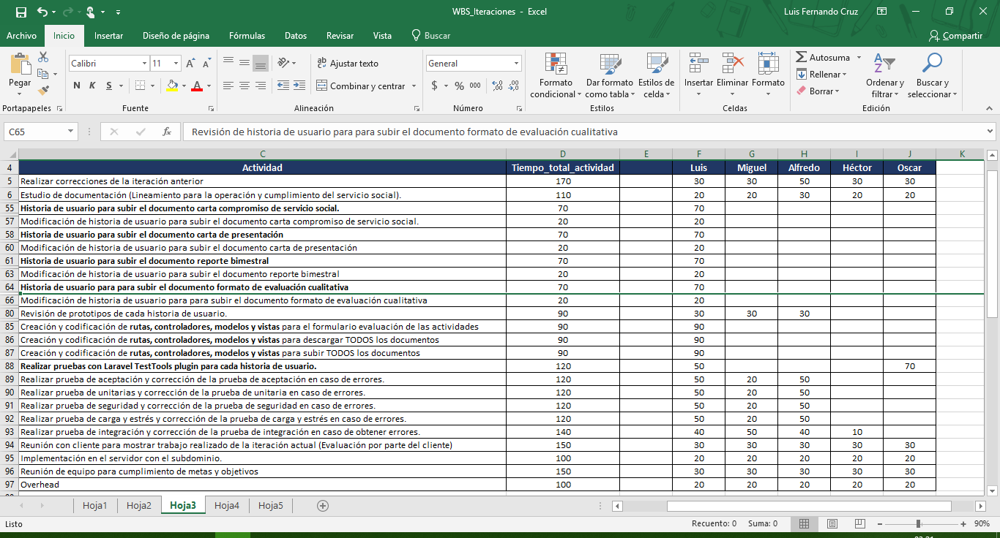 WBS_Iteraciones - Excel
Luis Fernando Cruz
Archivo Inicio Insertar Diseño de página Fórmulas Datos Revisar Vista Buscar Compartir
Pegar
Calibri 11
N K S
Ajustar texto
Combinar y centrar
General
$ % 000
Formato condicional
Dar formato como tabla
Estilos de celda
Insertar Eliminar Formato
Autosuma
Rellenar
Borrar
Ordenar y filtrar
Buscar y seleccionar
Portapapeles Fuente Alineación Número Estilos Celdas Edición
C65 fx Revisión de historia de usuario para para subir el documento formato de evaluación cualitativa
C D E F G H I J K
4 Actividad Tiempo_total_actividad Luis Miguel Alfredo Héctor Oscar
5 Realizar correcciones de la iteración anterior 170 30 30 50 30 30
6 Estudio de documentación (Lineamiento para la operación y cumplimiento del servicio social). 110 20 20 30 20 20
55 Historia de usuario para subir el documento carta compromiso de servicio social. 70 70
57 Modificación de historia de usuario para subir el documento carta compromiso de servicio social. 20 20
58 Historia de usuario para subir el documento carta de presentación 70 70
60 Modificación de historia de usuario para subir el documento carta de presentación 20 20
61 Historia de usuario para subir el documento reporte bimestral 70 70
63 Modificación de historia de usuario para subir el documento reporte bimestral 20 20
64 Historia de usuario para para subir el documento formato de evaluación cualitativa 70 70
66 Modificación de historia de usuario para para subir el documento formato de evaluación cualitativa 20 20
80 Revisión de prototipos de cada historia de usuario. 90 30 30 30
85 Creación y codificación de rutas, controladores, modelos y vistas para el formulario evaluación de las actividades 90 90
86 Creación y codificación de rutas, controladores, modelos y vistas para descargar TODOS los documentos 90 90
87 Creación y codificación de rutas, controladores, modelos y vistas para subir TODOS los documentos 90 90
88 Realizar pruebas con Laravel TestTools plugin para cada historia de usuario. 120 50 70
89 Realizar prueba de aceptación y corrección de la prueba de aceptación en caso de errores. 120 50 20 50
90 Realizar prueba de unitarias y corrección de la prueba de unitaria en caso de errores. 120 50 20 50
91 Realizar prueba de seguridad y corrección de la prueba de seguridad en caso de errores. 120 50 20 50
92 Realizar prueba de carga y estrés y corrección de la prueba de carga y estrés en caso de errores. 120 50 20 50
93 Realizar prueba de integración y corrección de la prueba de integración en caso de obtener errores. 140 40 50 40 10
94 Reunión con cliente para mostrar trabajo realizado de la iteración actual (Evaluación por parte del cliente) 150 30 30 30 30 30
95 Implementación en el servidor con el subdominio. 100 20 20 20 20 20
96 Reunión de equipo para cumplimiento de metas y objetivos 150 30 30 30 30 30
97 Overhead 100 20 20 20 20 20
Hoja1 Hoja2 Hoja3 Hoja4 Hoja5
Listo Recuento: 0 Suma: 0 90%